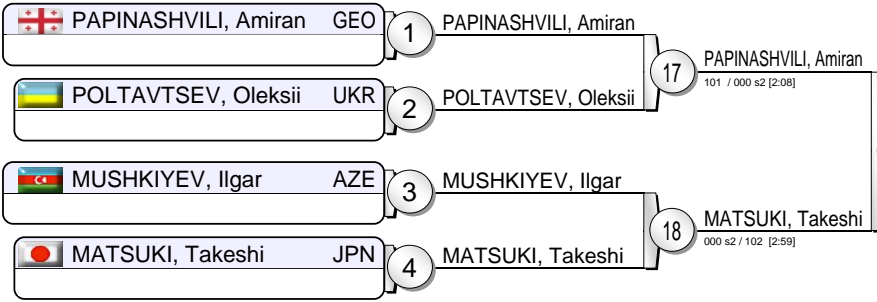 PAPINASHVILI, Amiran GEO
1
PAPINASHVILI, Amiran
POLTAVTSEV, Oleksii UKR
2
POLTAVTSEV, Oleksii
17
PAPINASHVILI, Amiran
101 / 000 s2 [2:08]
MUSHKIYEV, Ilgar AZE
3
MUSHKIYEV, Ilgar
MATSUKI, Takeshi JPN
4
MATSUKI, Takeshi
18
MATSUKI, Takeshi
000 s2 / 102 [2:59]